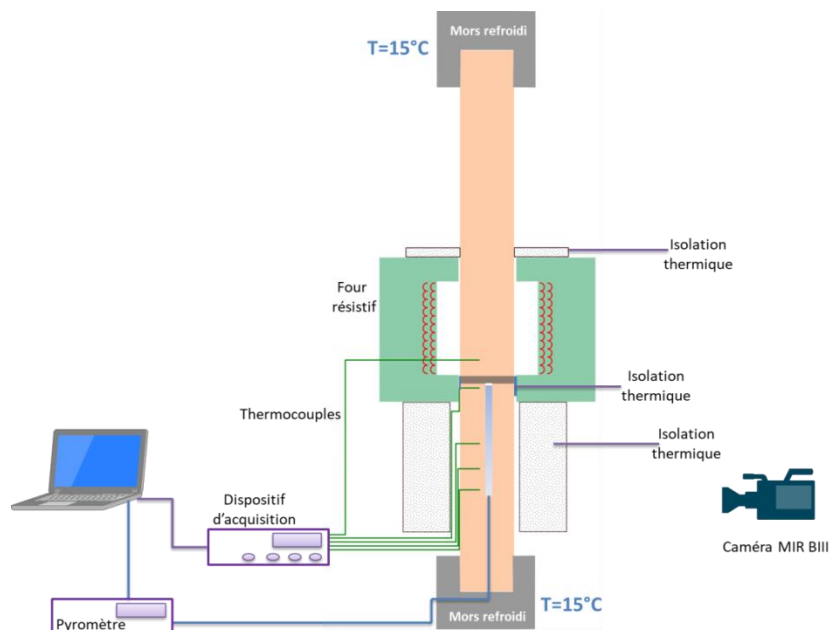 Mors refroidi
T=15°C
Isolation
thermique
Four
résistif
Isolation
thermique
Thermocouples
Isolation
thermique
Dispositif
d'acquisition
Caméra MIR BIII
Pyromètre
Mors refroidi
T=15°C